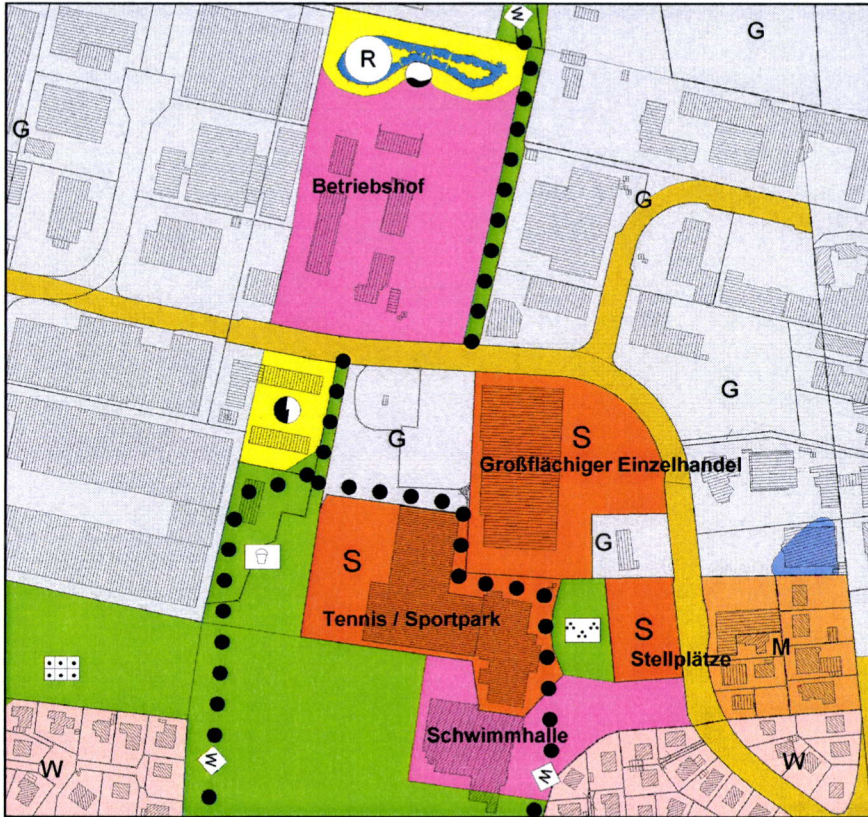 W
G
R
G
Betriebshof
G
G
G
S
Großflächiger Einzelhandel
G
S
Tennis / Sportpark
S
Stellplätze
M
Schwimmhalle
W
W
W
W